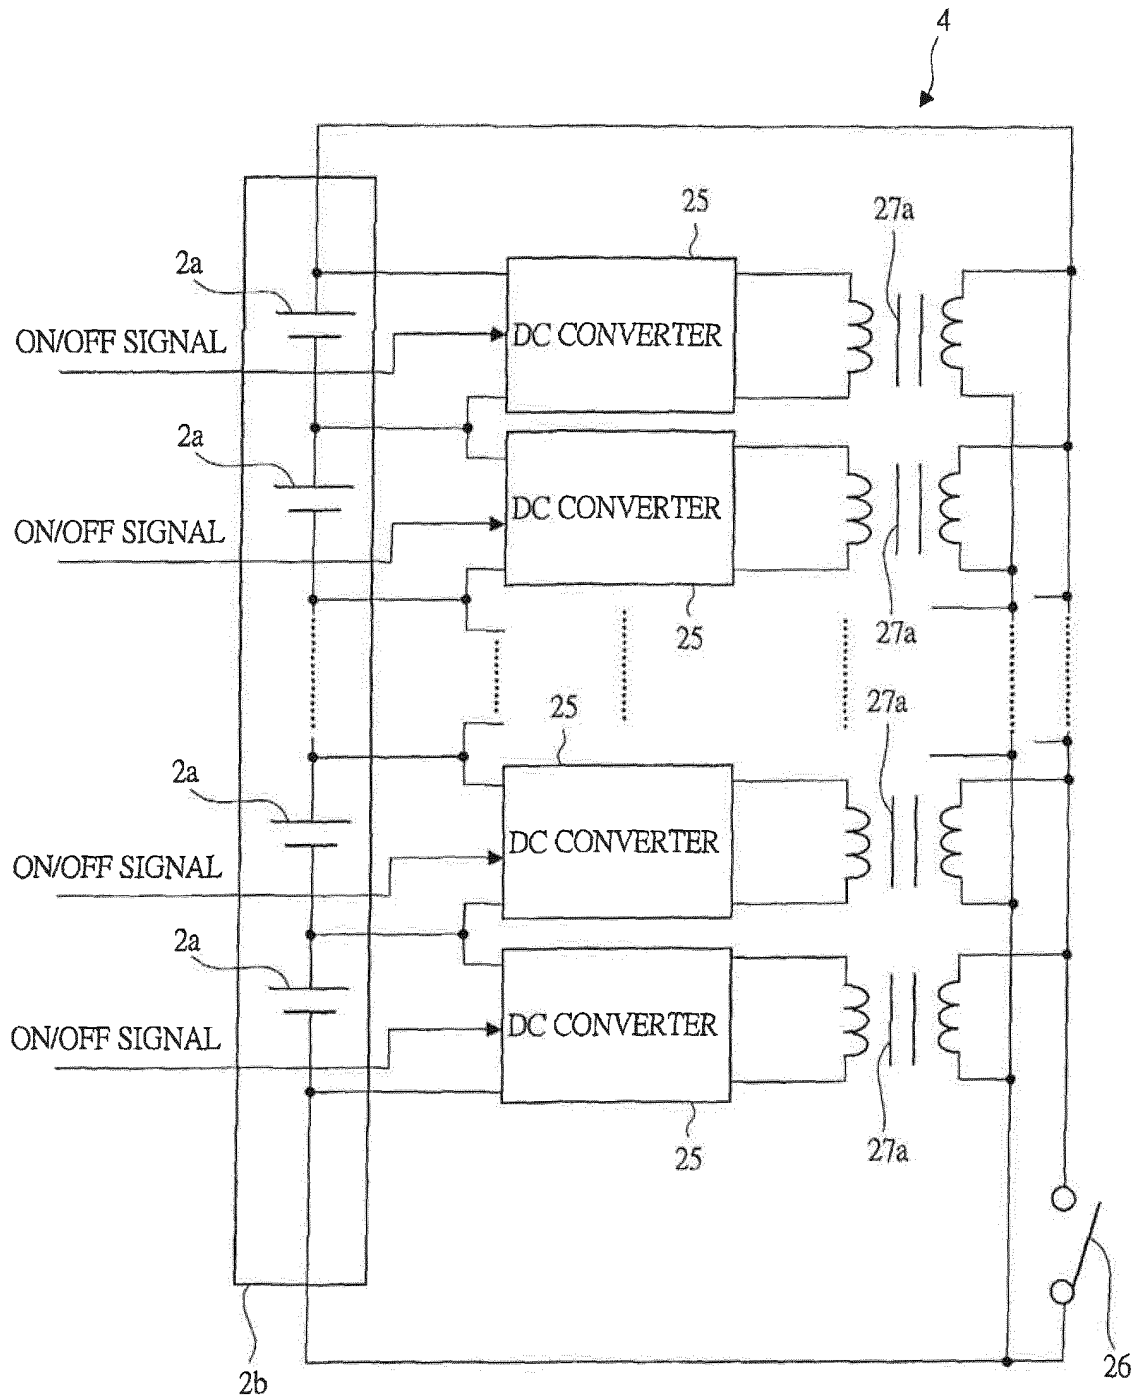 4
25
27a
2a
ON/OFF SIGNAL
DC CONVERTER
2a
ON/OFF SIGNAL
DC CONVERTER
25
27a
25
27a
2a
ON/OFF SIGNAL
DC CONVERTER
2a
ON/OFF SIGNAL
DC CONVERTER
25
27a
26
2b